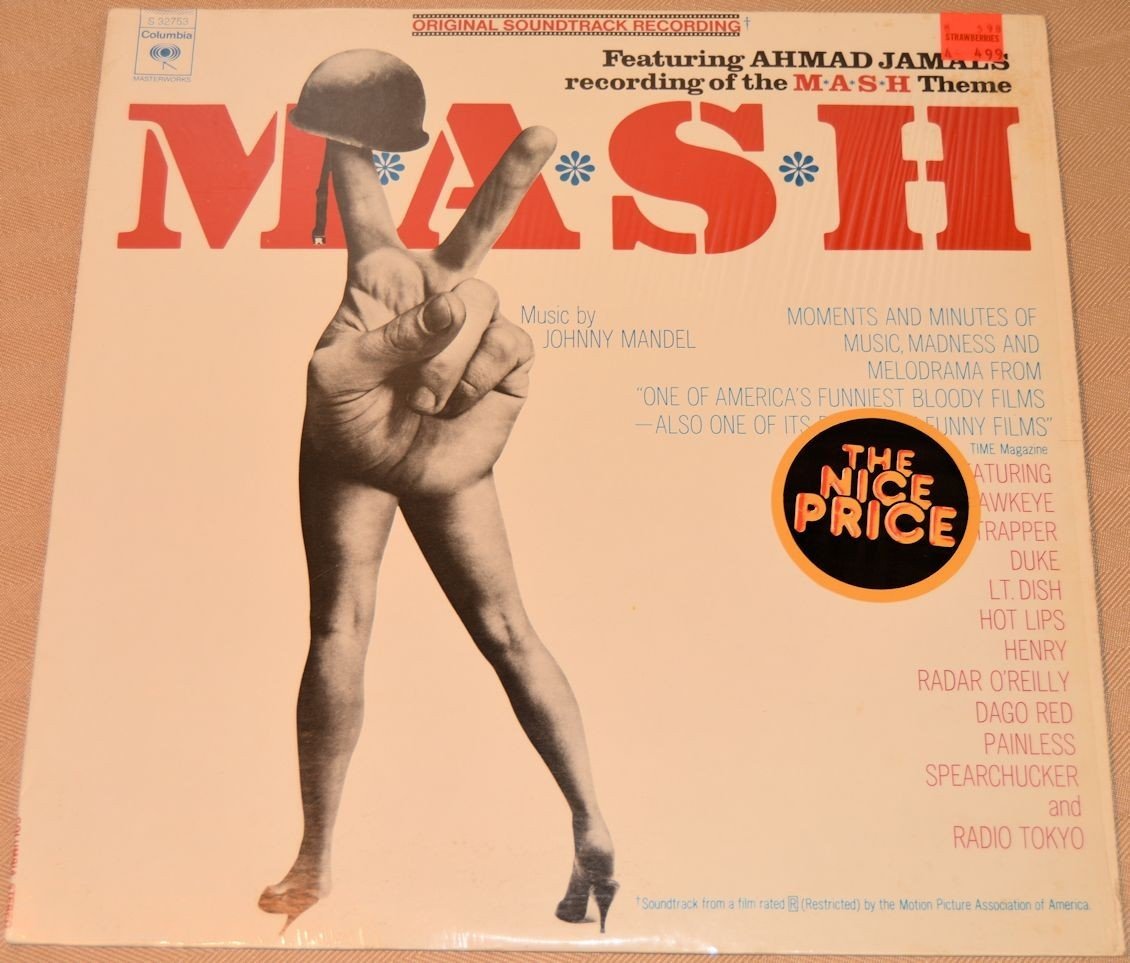 S 32753
Columbia
MASTERWORKS
ORIGINAL SOUNDTRACK RECORDING†
STRAWBERRIES
499
Featuring AHMAD JAMAL'S
recording of the M*A*S*H Theme
M*A*S*H
Music by
JOHNNY MANDEL
MOMENTS AND MINUTES OF
MUSIC, MADNESS AND
MELODRAMA FROM
"ONE OF AMERICA'S FUNNIEST BLOODY FILMS
—ALSO ONE OF ITS FUNNY FILMS"
TIME Magazine
THE
NICE
PRICE
TRAPPER
DUKE
LT. DISH
HOT LIPS
HENRY
RADAR O'REILLY
DAGO RED
PAINLESS
SPEARCHUCKER
and
RADIO TOKYO
†Soundtrack from a film rated R (Restricted) by the Motion Picture Association of America.